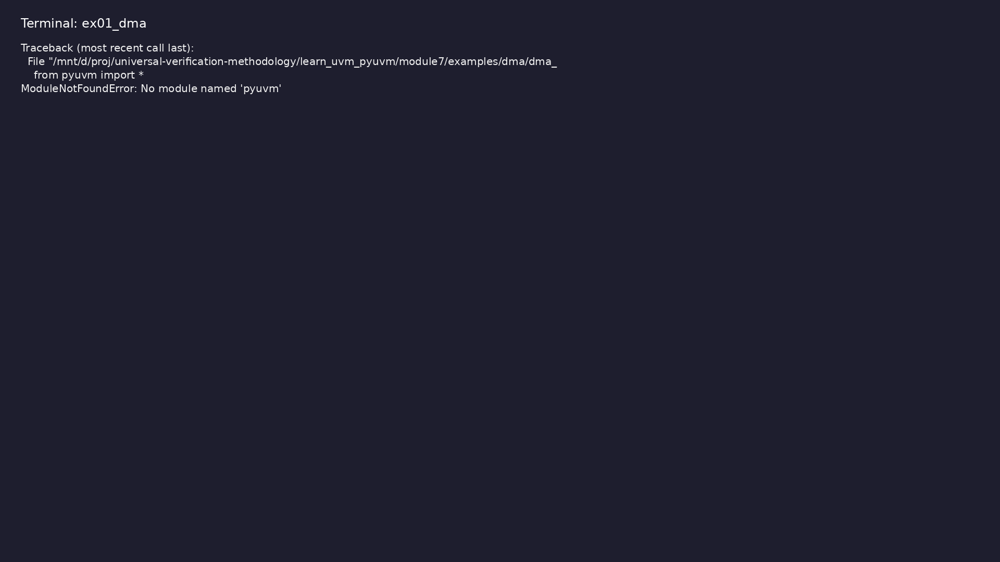 Terminal: ex01_dma
Traceback (most recent call last):
  File "/mnt/d/proj/universal-verification-methodology/learn_uvm_pyuvm/module7/examples/dma/dma_
    from pyuvm import *
ModuleNotFoundError: No module named 'pyuvm'